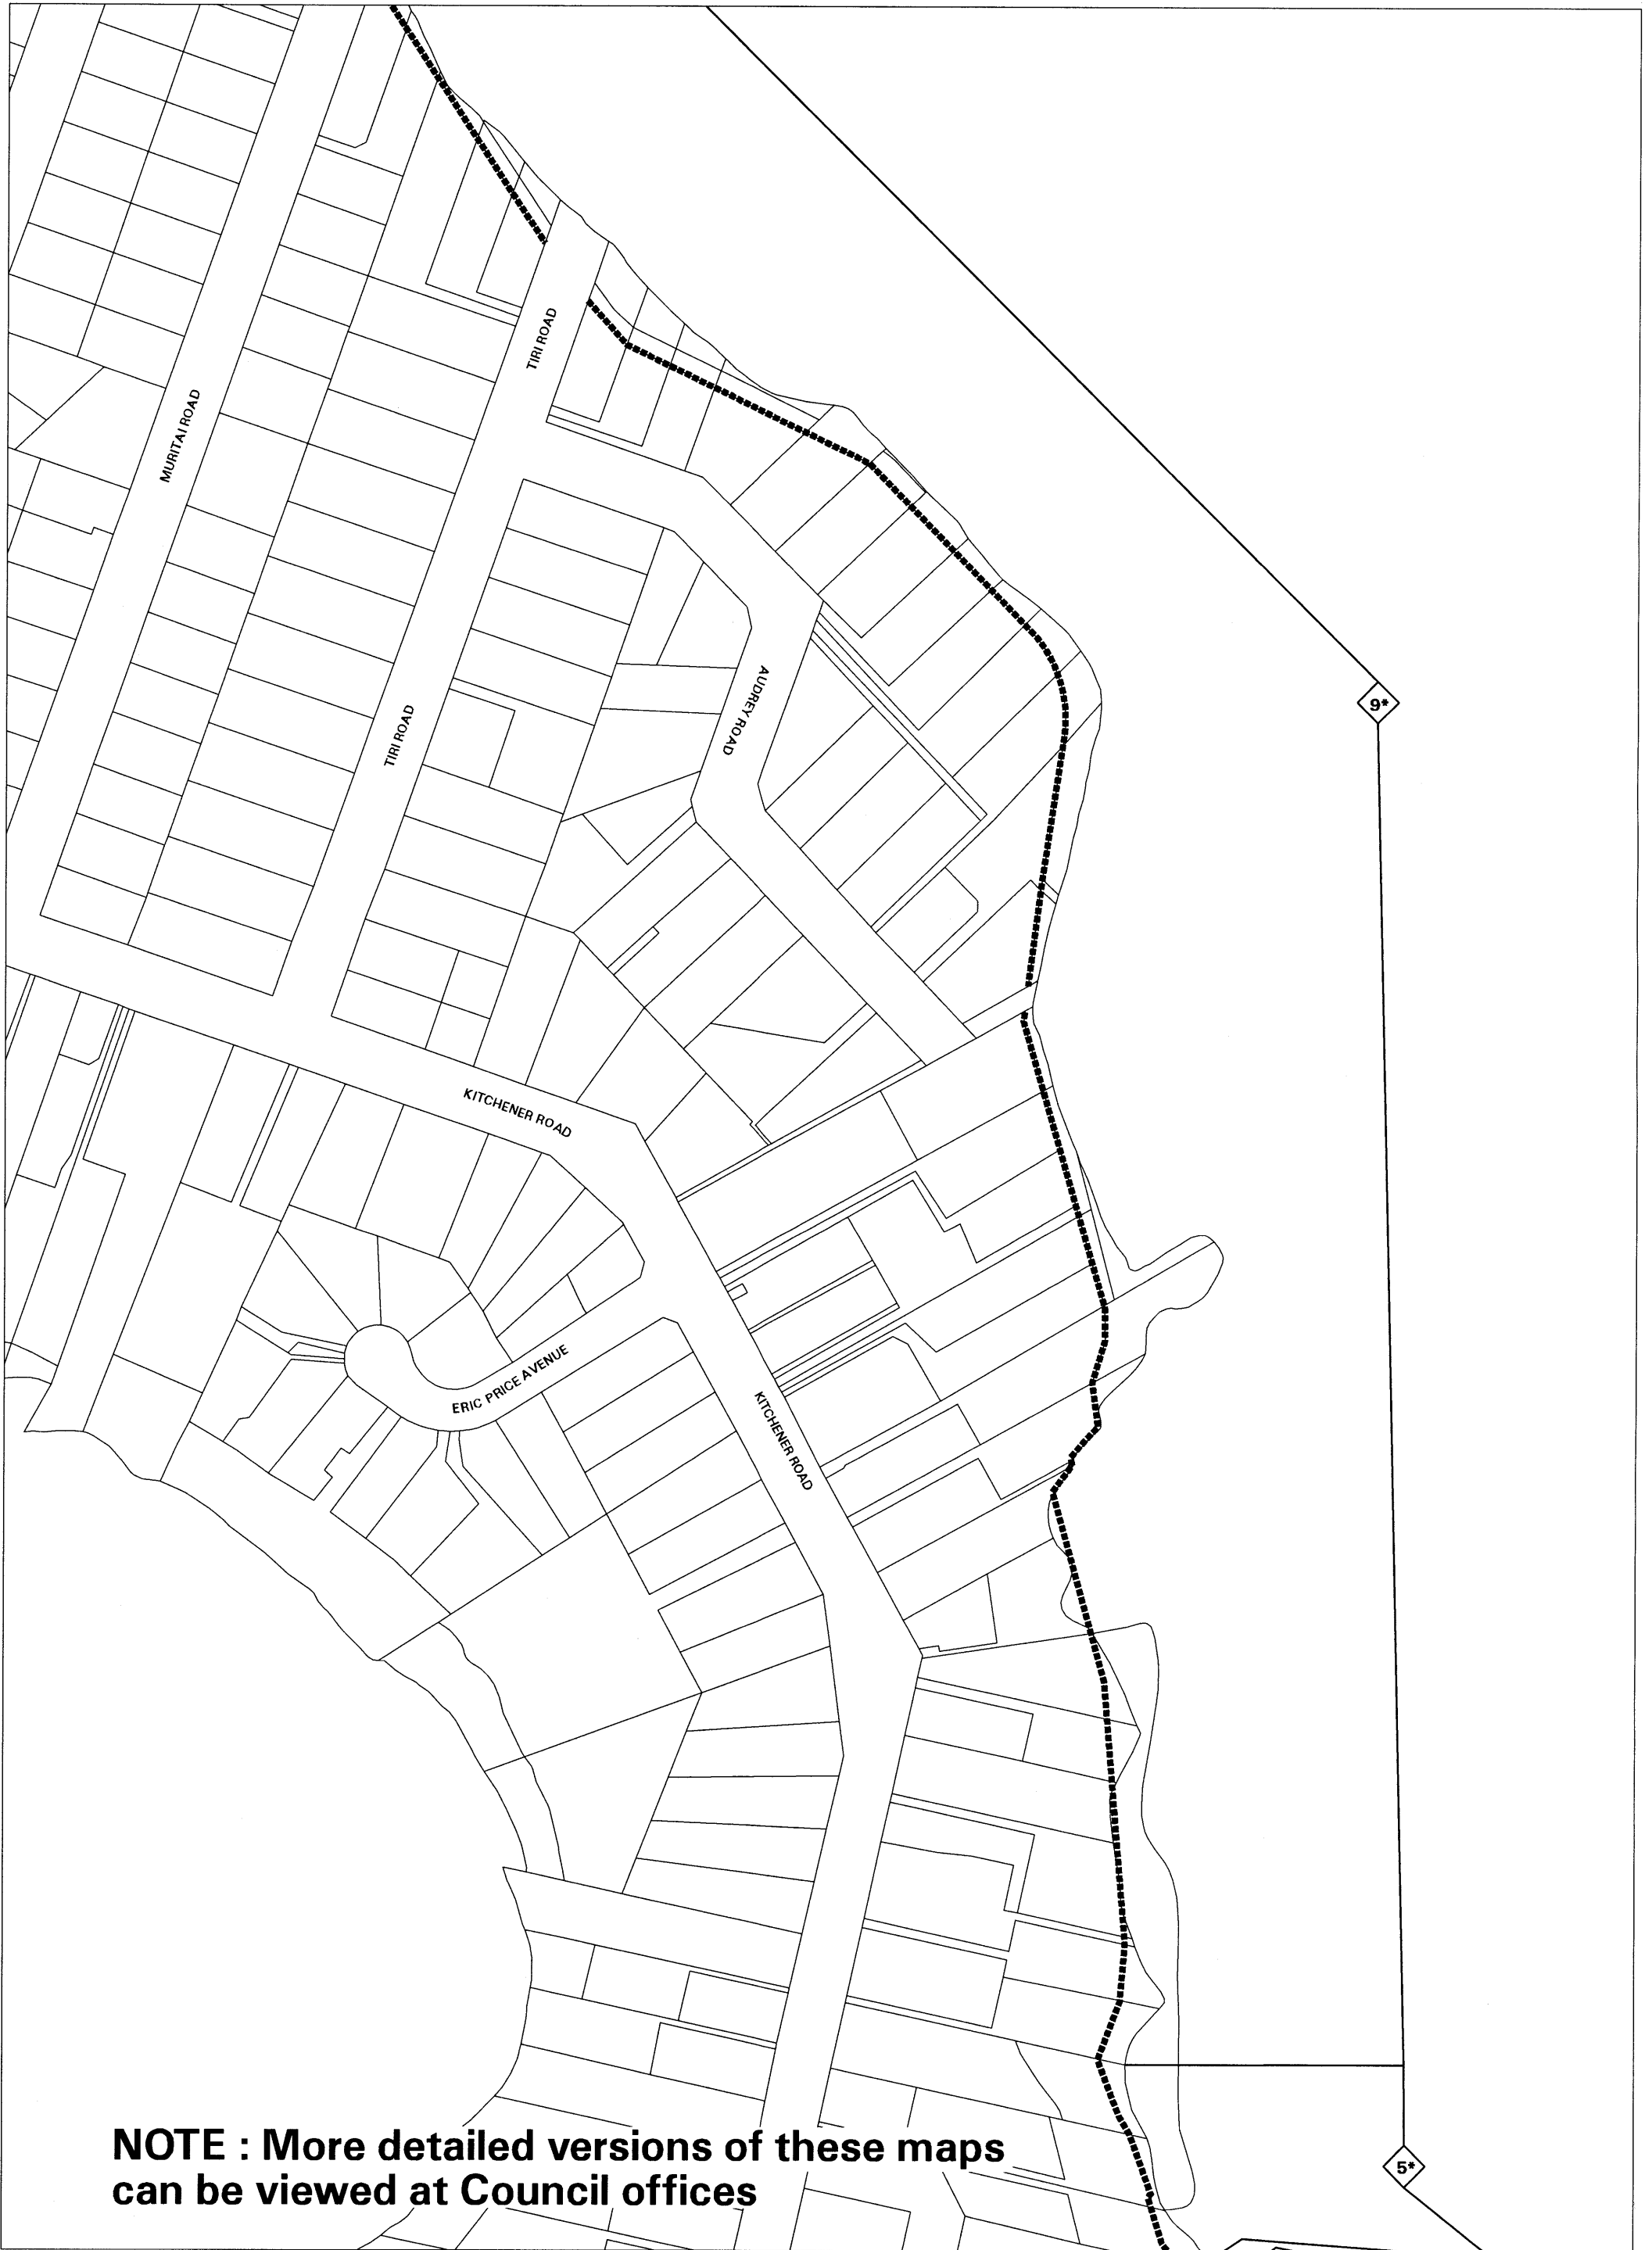 TIRI ROAD
MURITAI ROAD
9*
AUDREY ROAD
TIRI ROAD
KITCHENER ROAD
ERIC PRICE AVENUE
KITCHENER ROAD
NOTE : More detailed versions of these maps
can be viewed at Council offices
5*